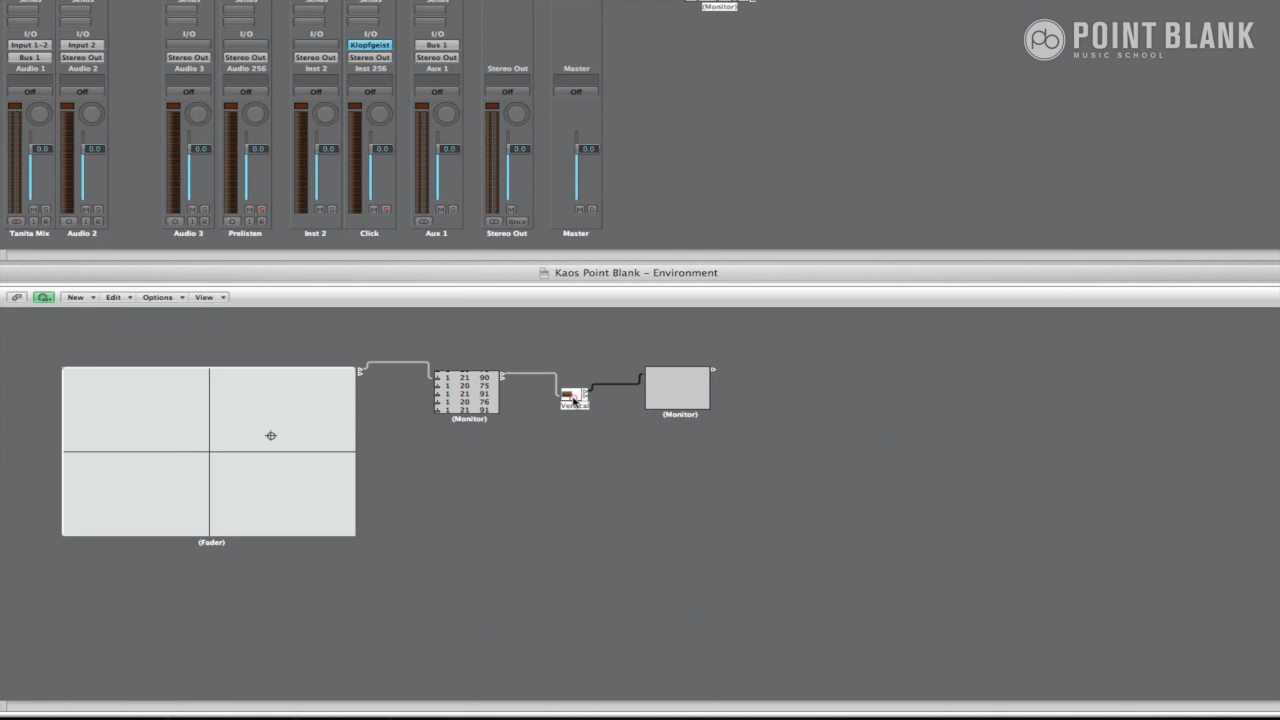 (Monitor)
POINT BLANK
MUSIC SCHOOL
I/O I/O I/O I/O I/O I/O I/O
Input 1-2 Input 2 Klopfgeist Bus 1
Bus 1 Stereo Out Stereo Out Stereo Out Stereo Out Stereo Out Stereo Out
Audio 1 Audio 2 Audio 3 Audio 256 Inst 2 Inst 256 Aux 1 Stereo Out Master
Off Off Off Off Off Off Off Off Off
0.0 0.0 0.0 0.0 0.0 0.0 0.0 0.0
M S M S M S M S M S M S M S M M D
I R I R I R I R Bnce
Tanita Mix Audio 2 Audio 3 Prelisten Inst 2 Click Aux 1 Stereo Out Master
Kaos Point Blank - Environment
New Edit Options View
1 21 90
1 20 75
1 21 91
1 20 76
1 21 91
(Monitor)
Vertical
(Monitor)
(Fader)